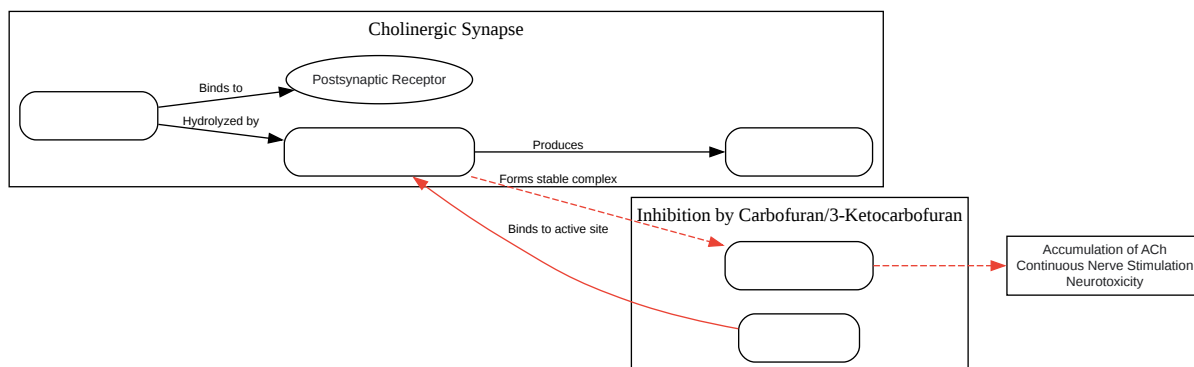 Cholinergic Synapse
Binds to
Postsynaptic Receptor
Hydrolyzed by
Produces
Forms stable complex
Inhibition by Carbofuran/3-Ketocarbofuran
Binds to active site
Accumulation of ACh
Continuous Nerve Stimulation
Neurotoxicity